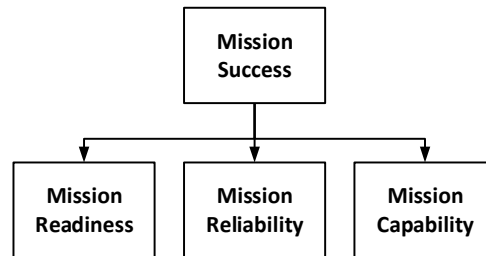 Mission
Success
Mission
Readiness
Mission
Reliability
Mission
Capability